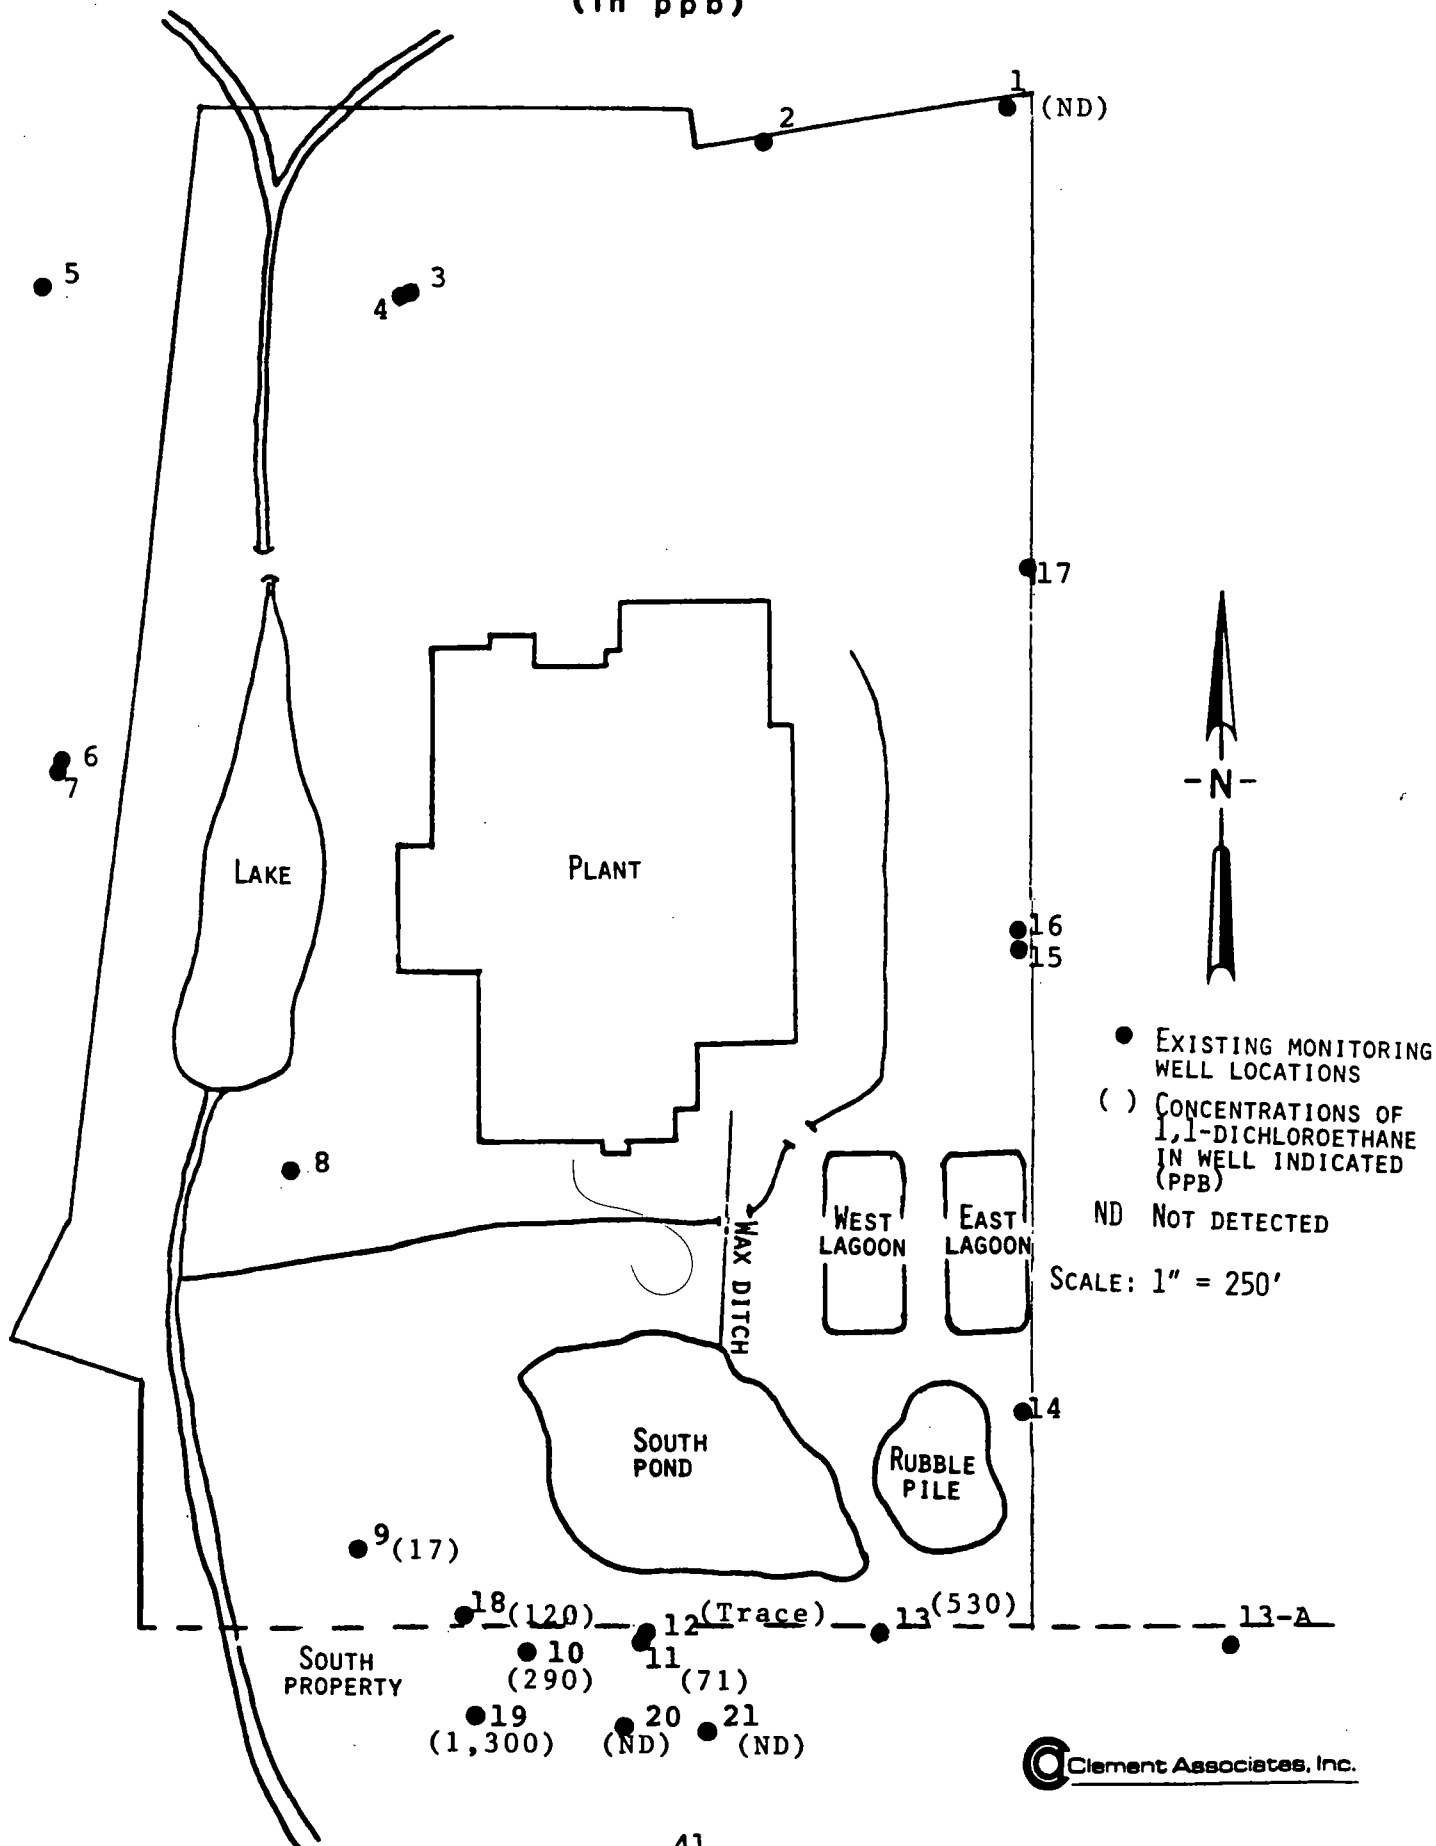 (in ppb)
1
(ND)
2
5
3
4
17
6
7
LAKE
PLANT
-N-
16
15
EXISTING MONITORING
WELL LOCATIONS
( ) CONCENTRATIONS OF
1,1-DICHLOROETHANE
IN WELL INDICATED
(PPB)
ND NOT DETECTED
SCALE: 1" = 250'
8
WAX DITCH
WEST
LAGOON
EAST
LAGOON
14
SOUTH
POND
RUBBLE
PILE
9 (17)
18 (120)
12 (Trace)
13 (530)
13-A
SOUTH
PROPERTY
10
(290)
11
(71)
19
(1,300)
20
(ND)
21
(ND)
Clement Associates, Inc.
41